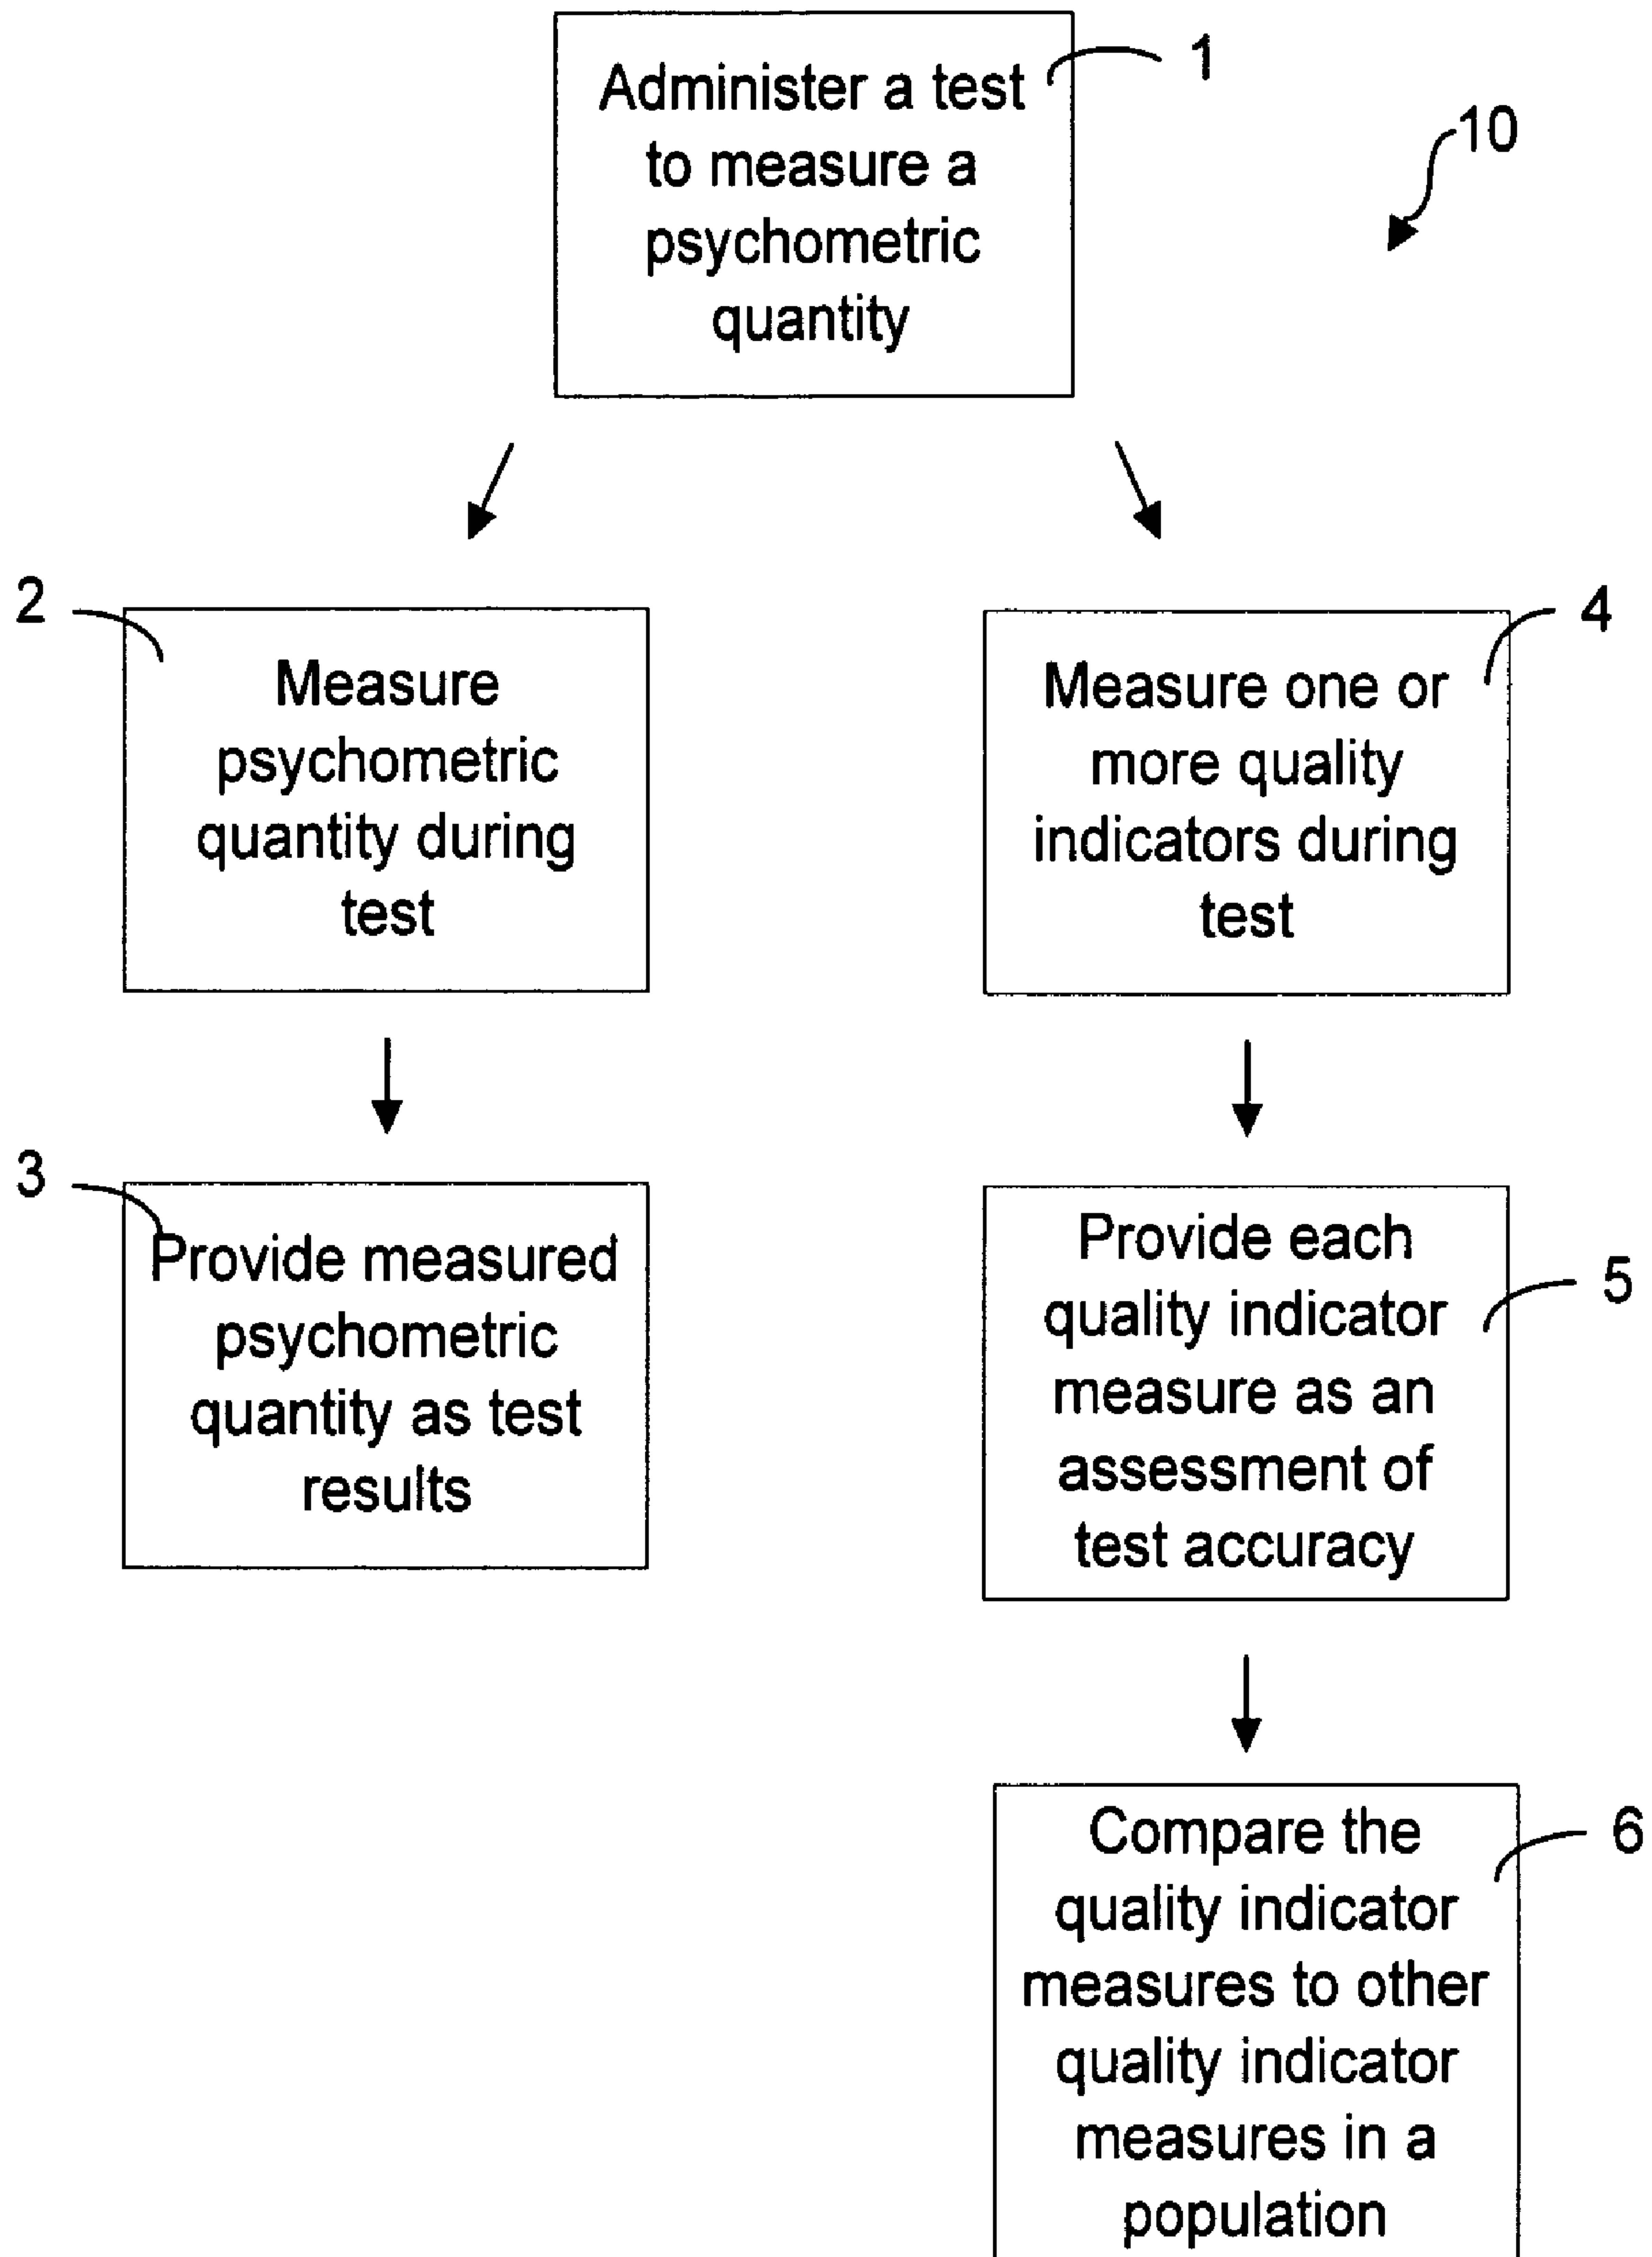 Administer a test
to measure a
psychometric
quantity
1
10
2
Measure
psychometric
quantity during
test
4
Measure one or
more quality
indicators during
test
3
Provide measured
psychometric
quantity as test
results
Provide each
quality indicator
measure as an
assessment of
test accuracy
5
Compare the
quality indicator
measures to other
quality indicator
measures in a
population
6